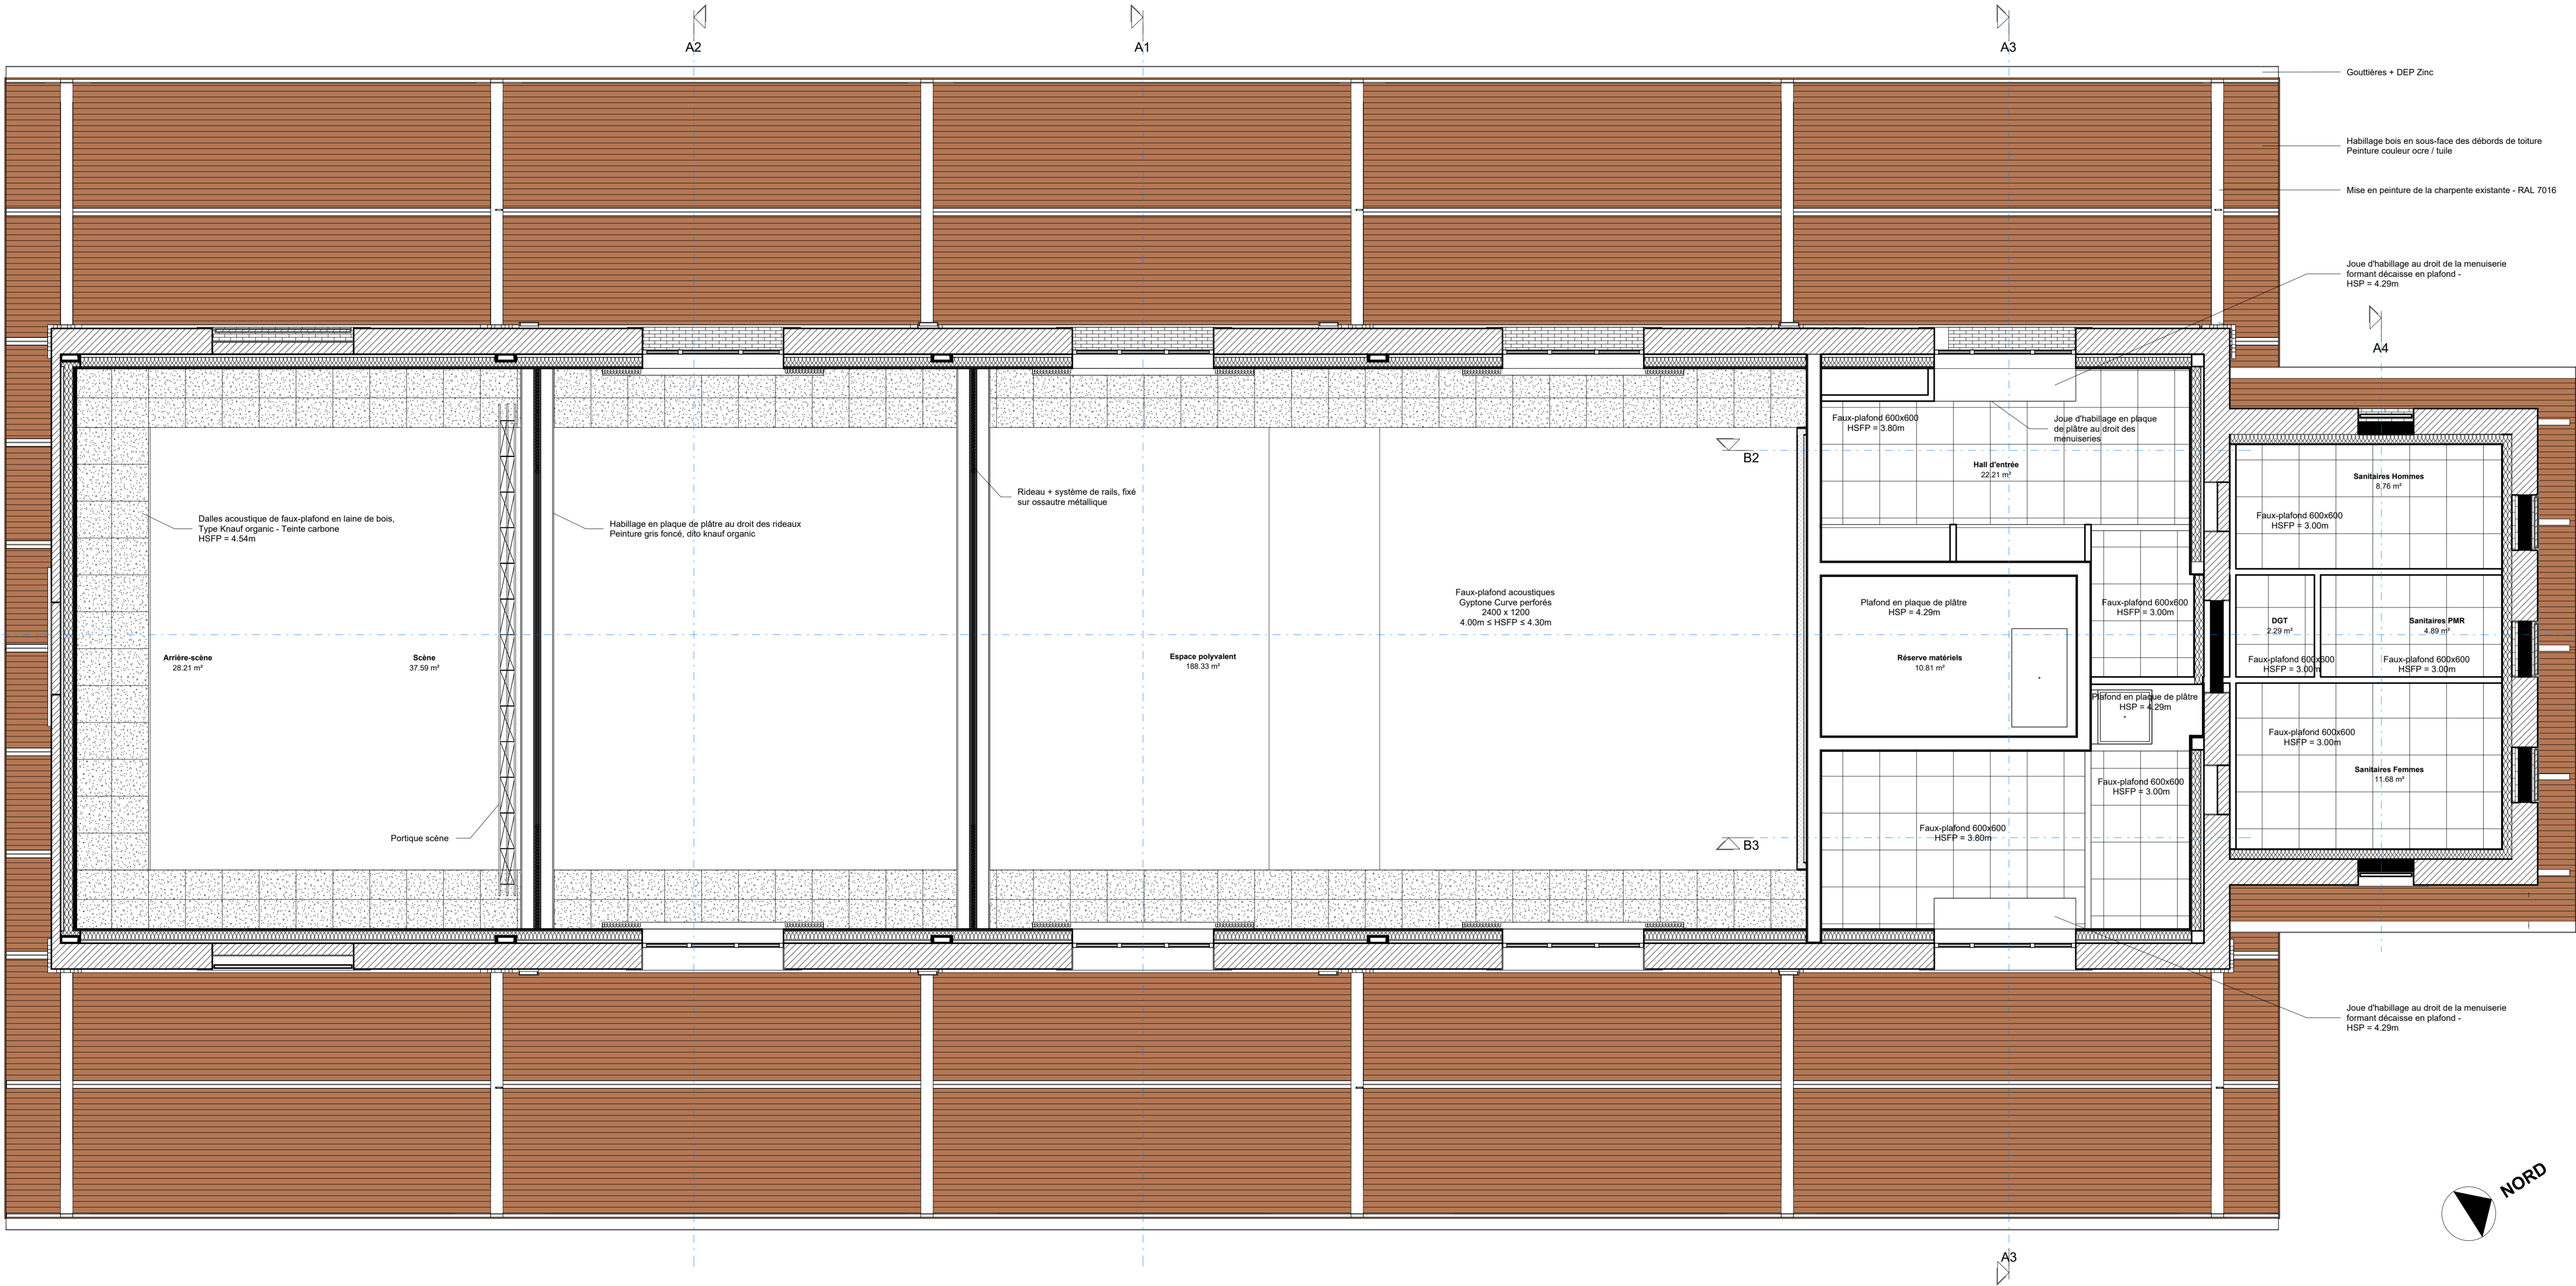 A2
A1
A3
Gouttières + DEP Zinc
Habillage bois en sous-face des débords de toiture
Peinture couleur ocre / tuile
Mise en peinture de la charpente existante - RAL 7016
Joue d'habillage au droit de la menuiserie
formant décaisse en plafond -
HSP = 4.29m
A4
Faux-plafond 600x600
HSFP = 3.80m
Joue d'habillage en plaque
de plâtre au droit des
menuiseries
B2
Hall d'entrée
22.21 m²
Sanitaires Hommes
8.76 m²
Faux-plafond 600x600
HSFP = 3.00m
Rideau + système de rails, fixé
sur ossautre métallique
Dalles acoustique de faux-plafond en laine de bois,
Type Knauf organic - Teinte carbone
HSFP = 4.54m
Habillage en plaque de plâtre au droit des rideaux
Peinture gris foncé, dito knauf organic
Faux-plafond acoustiques
Gyptone Curve perforés
2400 x 1200
4.00m ≤ HSFP ≤ 4.30m
Plafond en plaque de plâtre
HSP = 4.29m
Faux-plafond 600x600
HSFP = 3.00m
DGT
2.29 m²
Sanitaires PMR
4.89 m²
Arrière-scène
28.21 m²
Scène
37.59 m²
Espace polyvalent
188.33 m²
Réserve matériels
10.81 m²
Faux-plafond 600x600
HSFP = 3.00m
Faux-plafond 600x600
HSFP = 3.00m
Plafond en plaque de plâtre
HSP = 4.29m
Faux-plafond 600x600
HSFP = 3.00m
Sanitaires Femmes
11.68 m²
Faux-plafond 600x600
HSFP = 3.00m
Faux-plafond 600x600
HSFP = 3.80m
Portique scène
B3
Joue d'habillage au droit de la menuiserie
formant décaisse en plafond -
HSP = 4.29m
NORD
A3